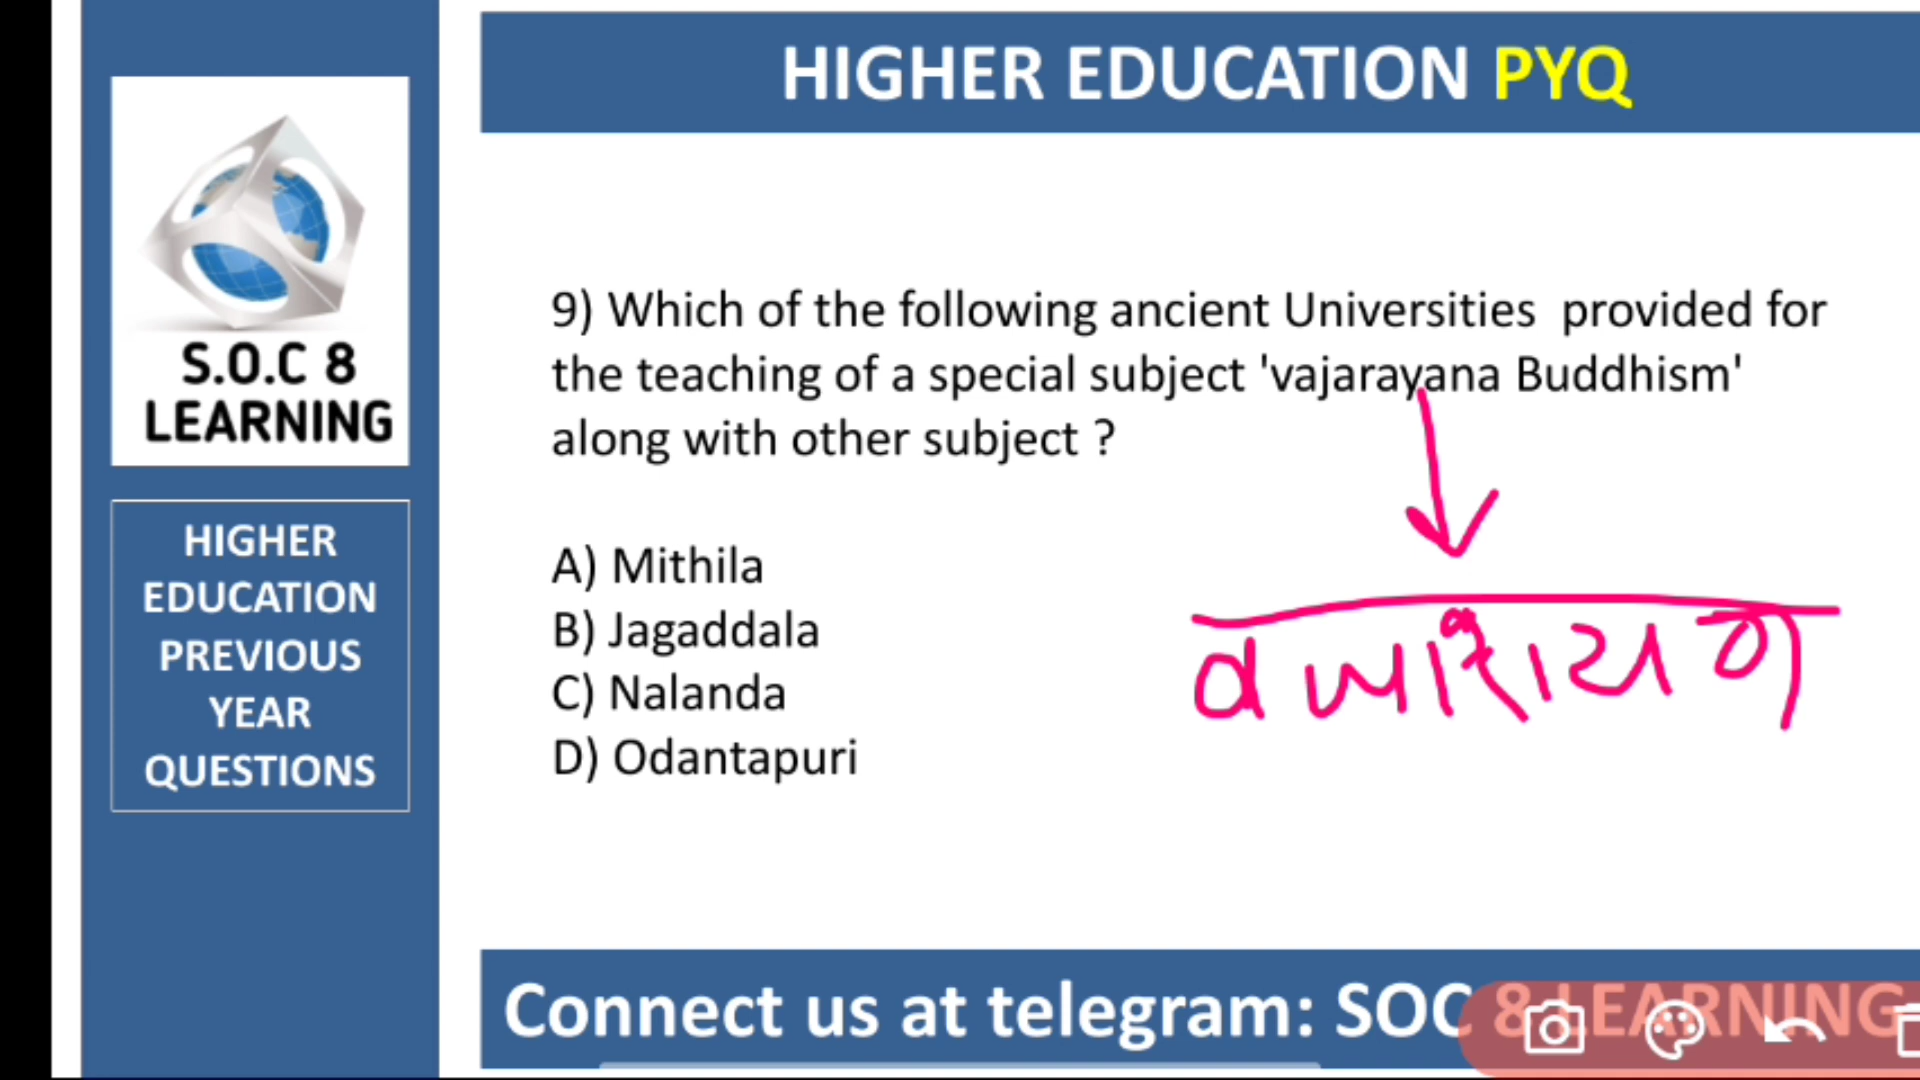 HIGHER EDUCATION PYQ
S.O.C 8
LEARNING
HIGHER
EDUCATION
PREVIOUS
YEAR
QUESTIONS
9) Which of the following ancient Universities provided for
the teaching of a special subject 'vajarayana Buddhism'
along with other subject ?
A) Mithila
B) Jagaddala
C) Nalanda
D) Odantapuri
Connect us at telegram: SOC 8 LEARNING